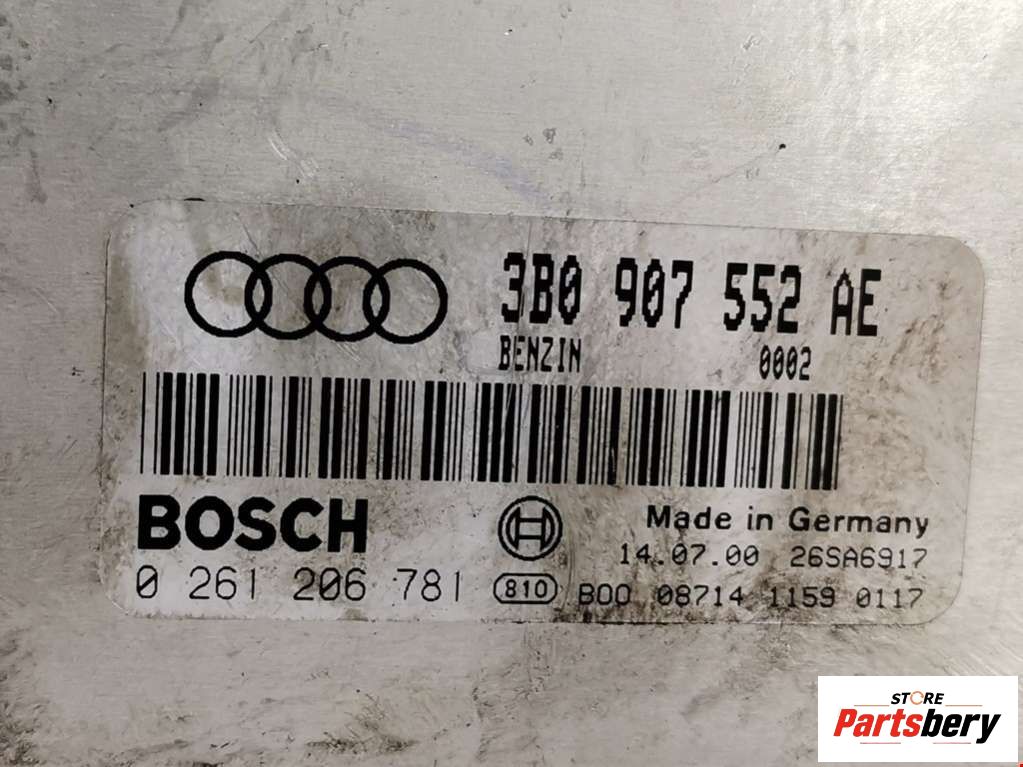 3B0 907 552 AE
BENZIN 0002
BOSCH
Made in Germany
14.07.00 26SA6917
0 261 206 781 810 B00 08714 1159 0117
STORE
Partsbery